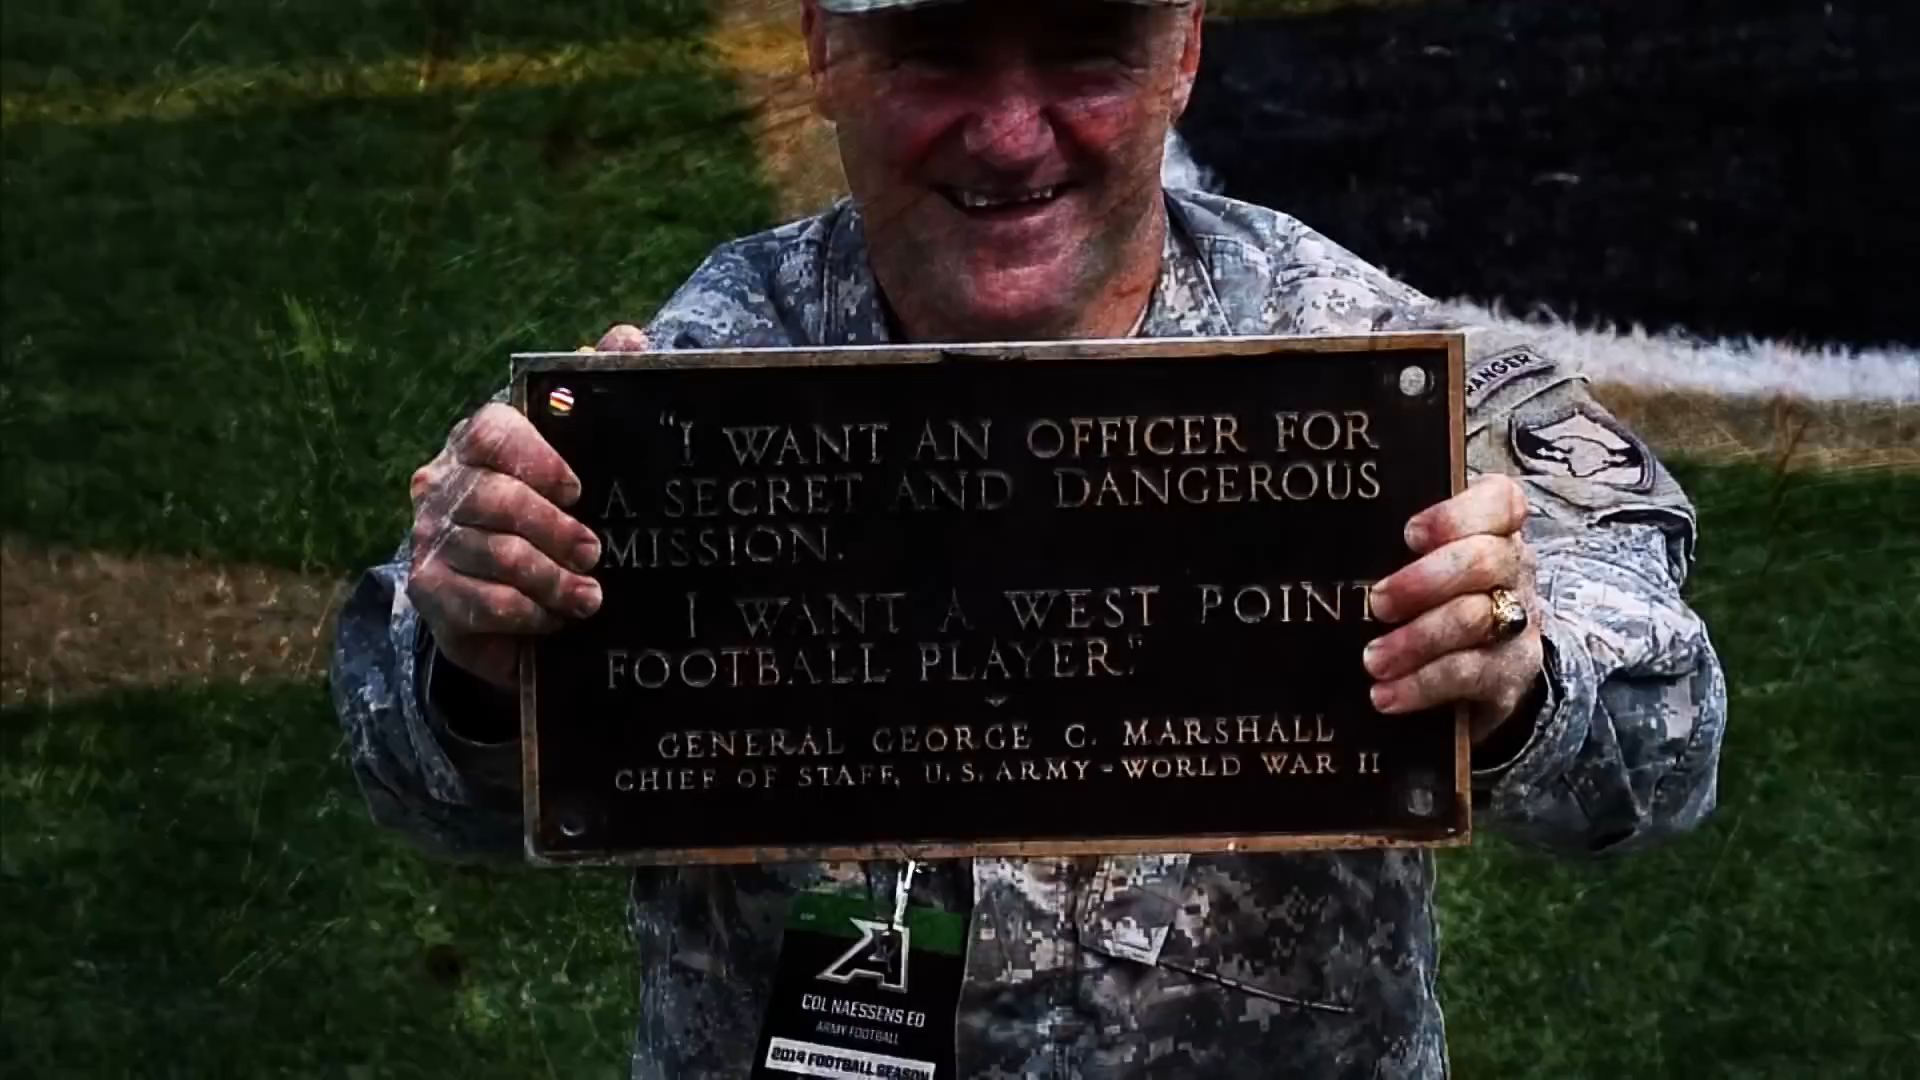 "I WANT AN OFFICER FOR
A SECRET AND DANGEROUS
MISSION.
I WANT A WEST POINT
FOOTBALL PLAYER."
GENERAL GEORGE C. MARSHALL
CHIEF OF STAFF, U.S. ARMY - WORLD WAR II
RANGER
A
COL NAESSENS ED
ARMY FOOTBALL
2014 FOOTBALL SEASON